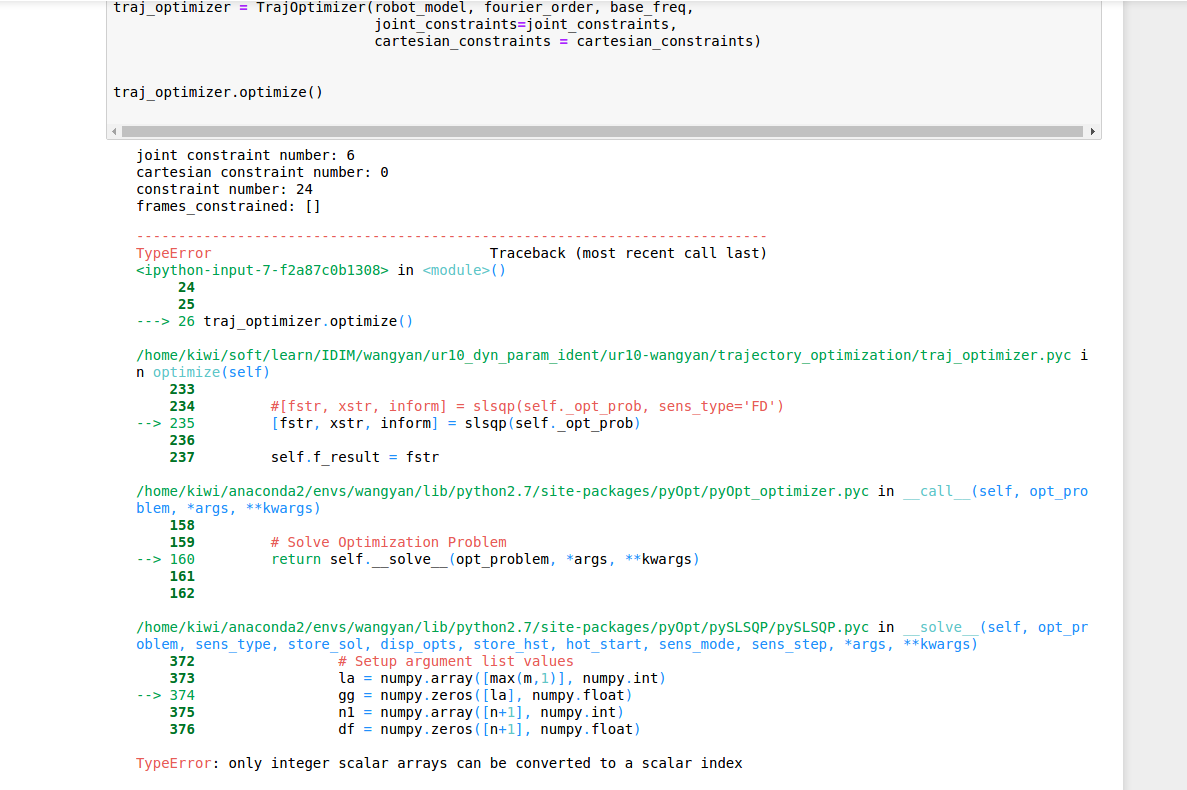 traj_optimizer = TrajOptimizer(robot_model, fourier_order, base_freq,
joint_constraints=joint_constraints,
cartesian_constraints = cartesian_constraints)
traj_optimizer.optimize()
joint constraint number: 6
cartesian constraint number: 0
constraint number: 24
frames_constrained: []
---------------------------------------------------------------------------
TypeError                                 Traceback (most recent call last)
<ipython-input-7-f2a87c0b1308> in <module>()
24
25
---> 26 traj_optimizer.optimize()
/home/kiwi/soft/learn/IDIM/wangyan/ur10_dyn_param_ident/ur10-wangyan/trajectory_optimization/traj_optimizer.pyc i
n optimize(self)
233
234         #[fstr, xstr, inform] = slsqp(self._opt_prob, sens_type='FD')
--> 235         [fstr, xstr, inform] = slsqp(self._opt_prob)
236
237         self.f_result = fstr
/home/kiwi/anaconda2/envs/wangyan/lib/python2.7/site-packages/pyOpt/pyOpt_optimizer.pyc in __call__(self, opt_pro
blem, *args, **kwargs)
158
159         # Solve Optimization Problem
--> 160         return self.__solve__(opt_problem, *args, **kwargs)
161
162
/home/kiwi/anaconda2/envs/wangyan/lib/python2.7/site-packages/pyOpt/pySLSQP/pySLSQP.pyc in __solve__(self, opt_pr
oblem, sens_type, store_sol, disp_opts, store_hst, hot_start, sens_mode, sens_step, *args, **kwargs)
372                 # Setup argument list values
373                 la = numpy.array([max(m,1)], numpy.int)
--> 374                 gg = numpy.zeros([la], numpy.float)
375                 n1 = numpy.array([n+1], numpy.int)
376                 df = numpy.zeros([n+1], numpy.float)
TypeError: only integer scalar arrays can be converted to a scalar index